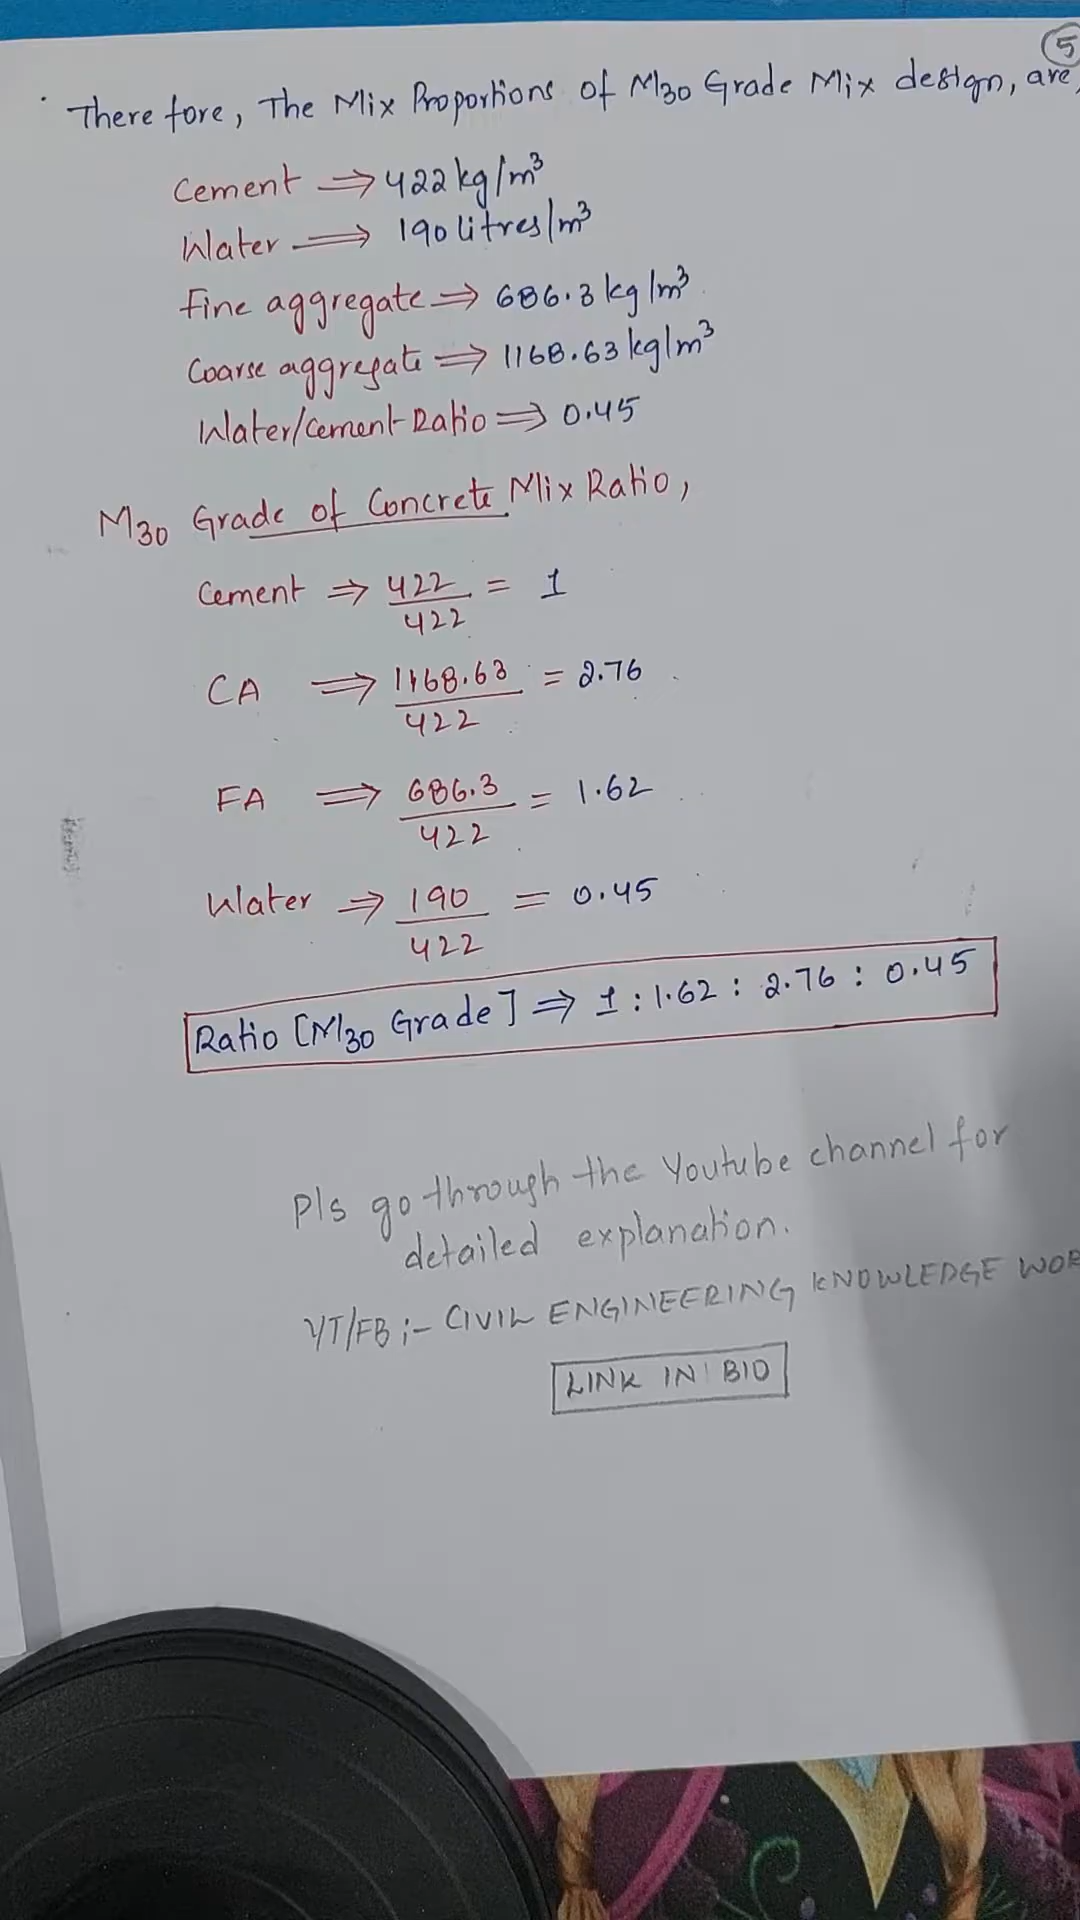 5
. Therefore, The Mix Proportions of M30 Grade Mix design, are,
Cement ⇒ 422 kg/m³
Water ⇒ 190 litres/m³
Fine aggregate ⇒ 686.3 kg/m³
Coarse aggregate ⇒ 1168.63 kg/m³
Water/Cement Ratio ⇒ 0.45
M30 Grade of Concrete Mix Ratio,
Cement ⇒ 422/422 = 1
CA ⇒ 1168.63/422 = 2.76
FA ⇒ 686.3/422 = 1.62
Water ⇒ 190/422 = 0.45
Ratio [M30 Grade] ⇒ 1 : 1.62 : 2.76 : 0.45
Pls go through the Youtube channel for
detailed explanation.
YT/FB :- CIVIL ENGINEERING KNOWLEDGE WOR
LINK IN BIO